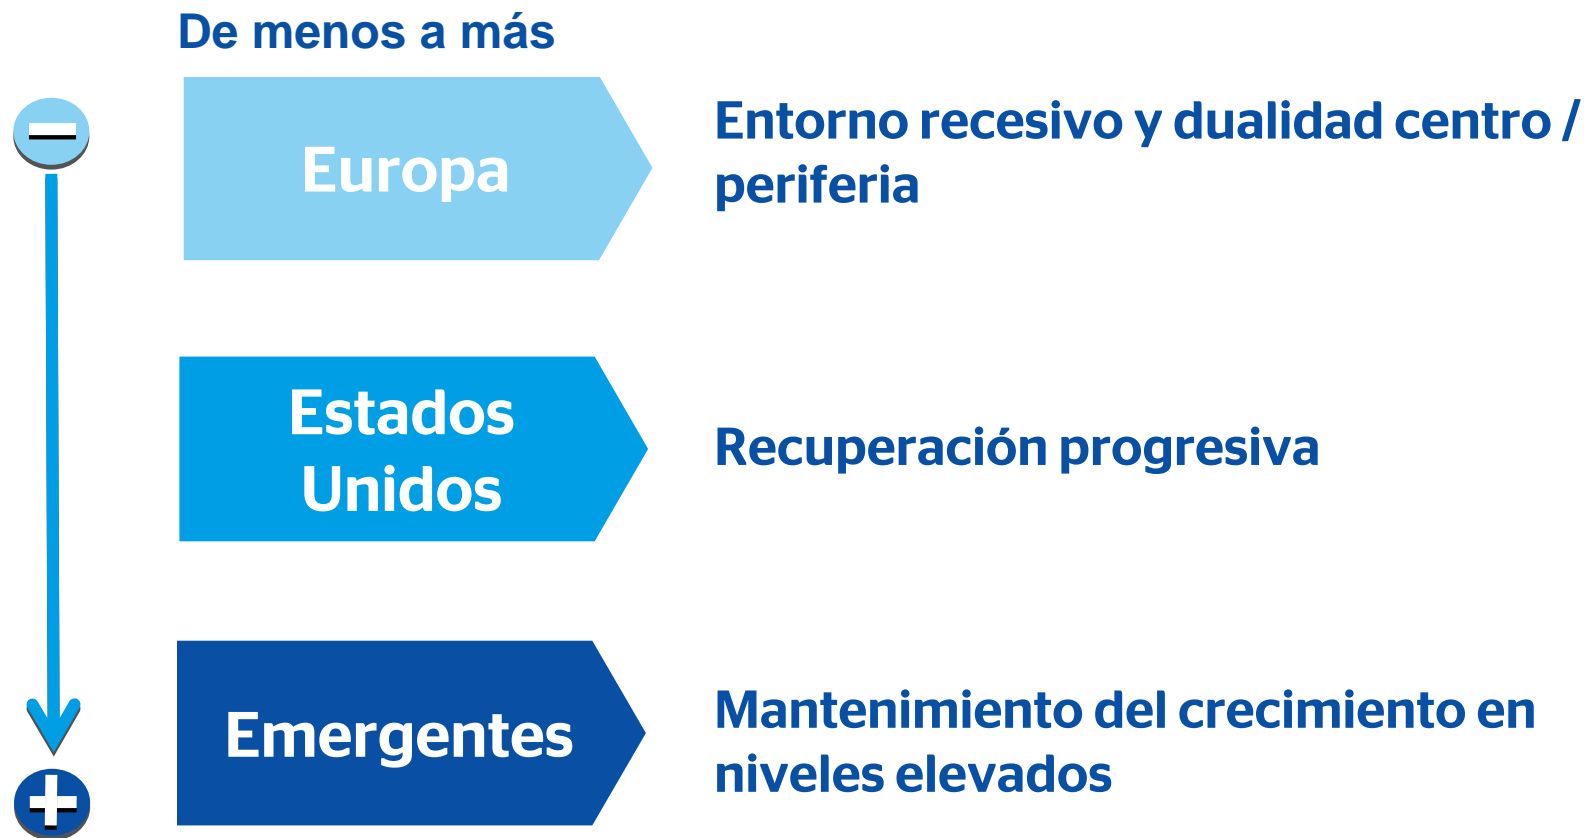 De menos a más
Europa
Entorno recesivo y dualidad centro /
periferia
Estados
Unidos
Recuperación progresiva
Emergentes
Mantenimiento del crecimiento en
niveles elevados